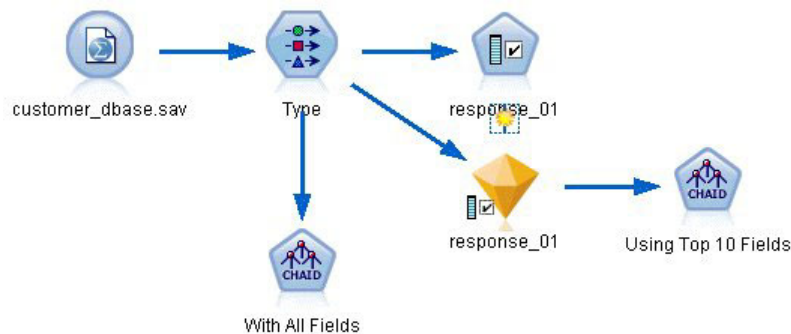 customer_dbase.sav
Type
response_01
response_01
CHAID
Using Top 10 Fields
CHAID
With All Fields